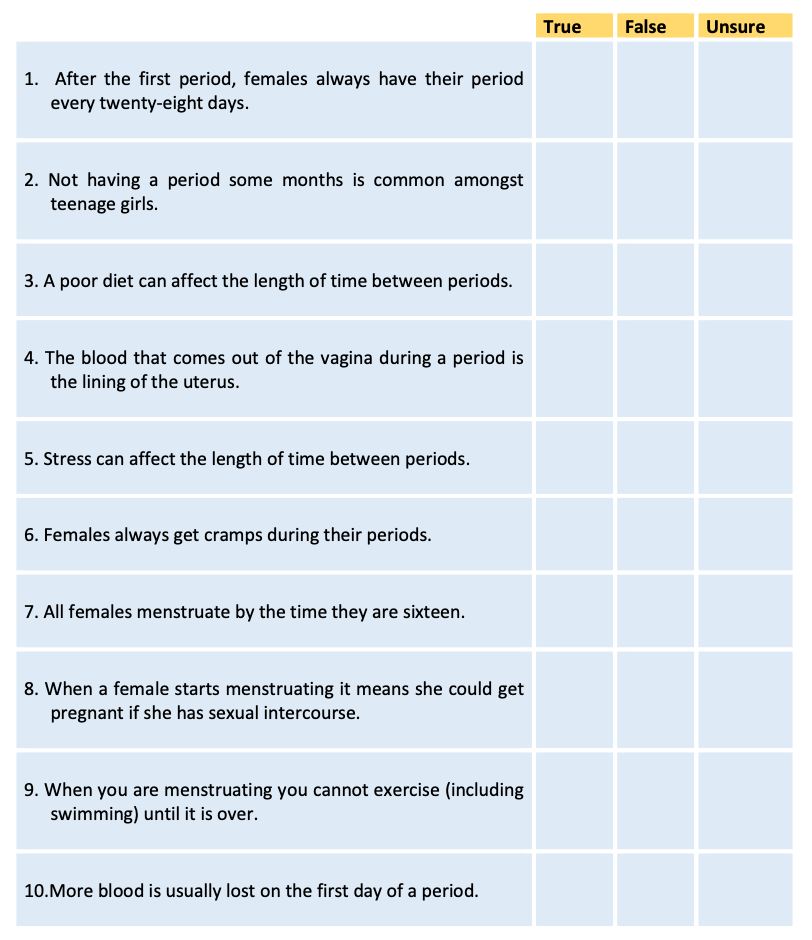 True False Unsure
1. After the first period, females always have their period
every twenty-eight days.
2. Not having a period some months is common amongst
teenage girls.
3. A poor diet can affect the length of time between periods.
4. The blood that comes out of the vagina during a period is
the lining of the uterus.
5. Stress can affect the length of time between periods.
6. Females always get cramps during their periods.
7. All females menstruate by the time they are sixteen.
8. When a female starts menstruating it means she could get
pregnant if she has sexual intercourse.
9. When you are menstruating you cannot exercise (including
swimming) until it is over.
10.More blood is usually lost on the first day of a period.